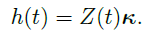 h(t) = Z(t)κ.